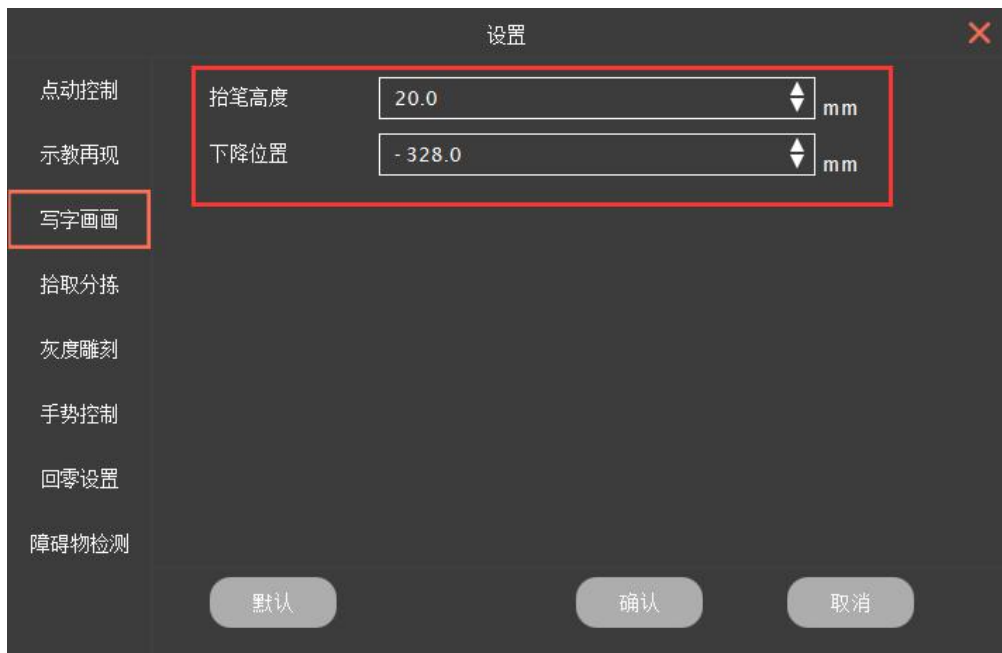 设置
点动控制
示教再现
写字画画
拾取分拣
灰度雕刻
手势控制
回零设置
障碍物检测
抬笔高度 20.0 mm
下降位置 -328.0 mm
默认 确认 取消